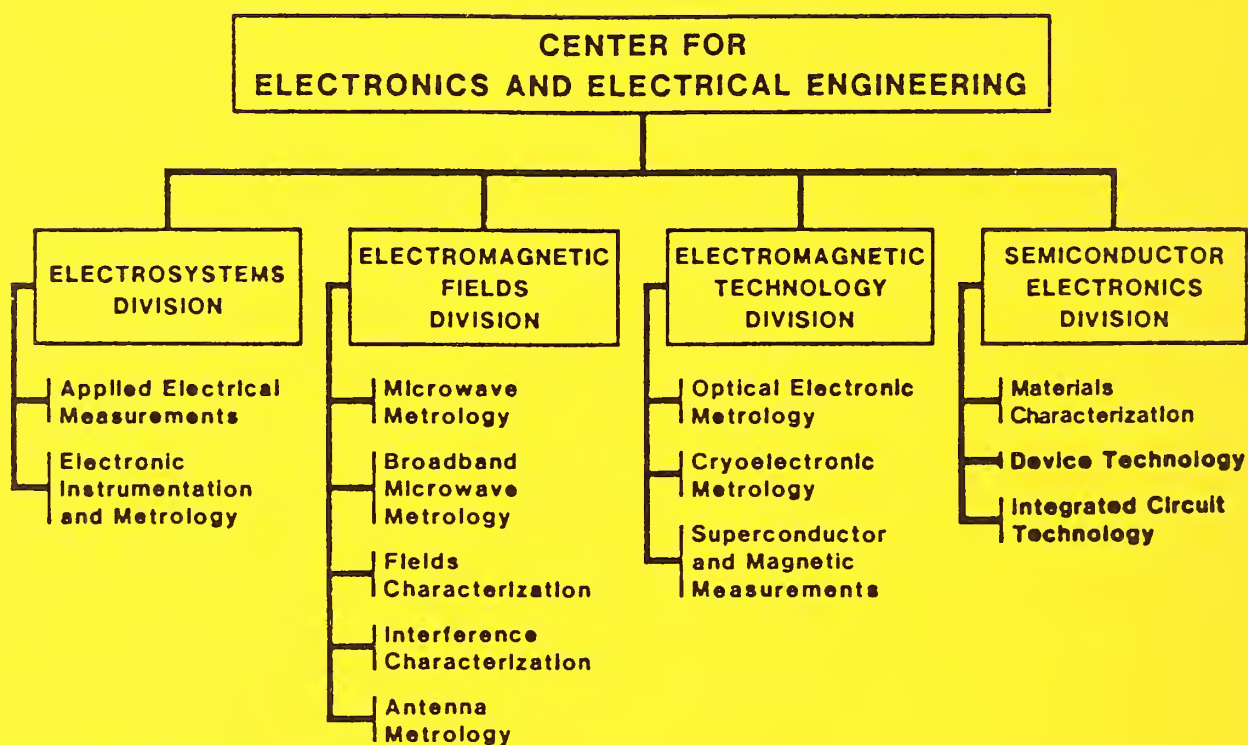 CENTER FOR
ELECTRONICS AND ELECTRICAL ENGINEERING
ELECTROSYSTEMS
DIVISION
Applied Electrical
Measurements
Electronic
Instrumentation
and Metrology
ELECTROMAGNETIC
FIELDS
DIVISION
Microwave
Metrology
Broadband
Microwave
Metrology
Fields
Characterization
Interference
Characterization
Antenna
Metrology
ELECTROMAGNETIC
TECHNOLOGY
DIVISION
Optical Electronic
Metrology
Cryoelectronic
Metrology
Superconductor
and Magnetic
Measurements
SEMICONDUCTOR
ELECTRONICS
DIVISION
Materials
Characterization
Device Technology
Integrated Circuit
Technology